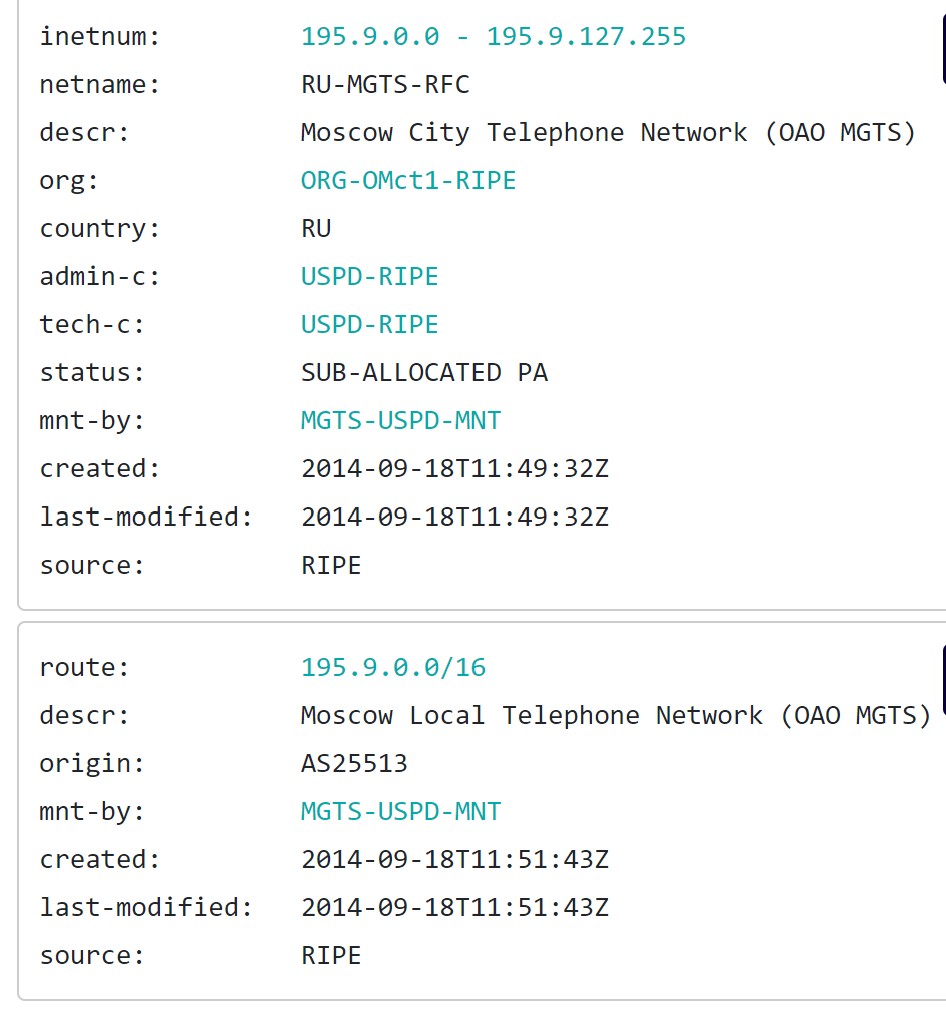 inetnum: 195.9.0.0 - 195.9.127.255
netname: RU-MGTS-RFC
descr: Moscow City Telephone Network (OAO MGTS)
org: ORG-OMct1-RIPE
country: RU
admin-c: USPD-RIPE
tech-c: USPD-RIPE
status: SUB-ALLOCATED PA
mnt-by: MGTS-USPD-MNT
created: 2014-09-18T11:49:32Z
last-modified: 2014-09-18T11:49:32Z
source: RIPE
route: 195.9.0.0/16
descr: Moscow Local Telephone Network (OAO MGTS)
origin: AS25513
mnt-by: MGTS-USPD-MNT
created: 2014-09-18T11:51:43Z
last-modified: 2014-09-18T11:51:43Z
source: RIPE